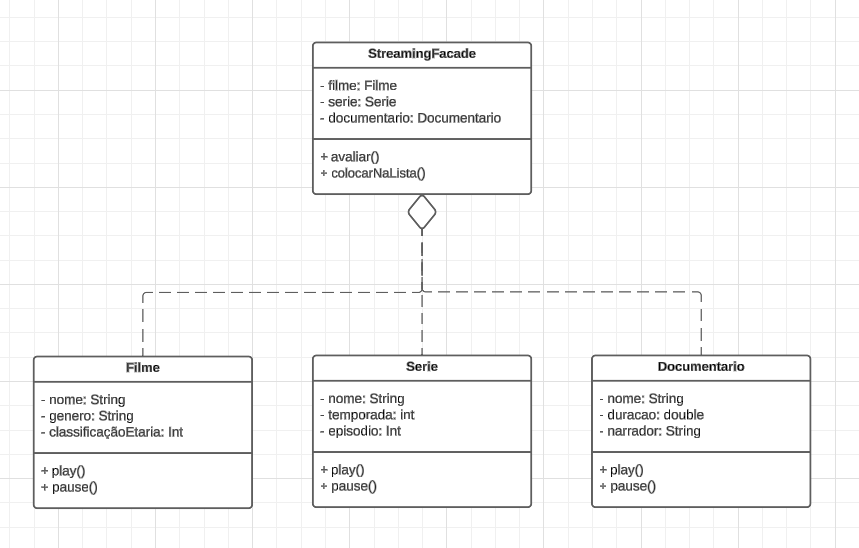 StreamingFacade
- filme: Filme
- serie: Serie
- documentario: Documentario
+ avaliar()
+ colocarNaLista()
Filme
- nome: String
- genero: String
- classificaçãoEtaria: Int
+ play()
+ pause()
Serie
- nome: String
- temporada: int
- episodio: Int
+ play()
+ pause()
Documentario
- nome: String
- duracao: double
- narrador: String
+ play()
+ pause()